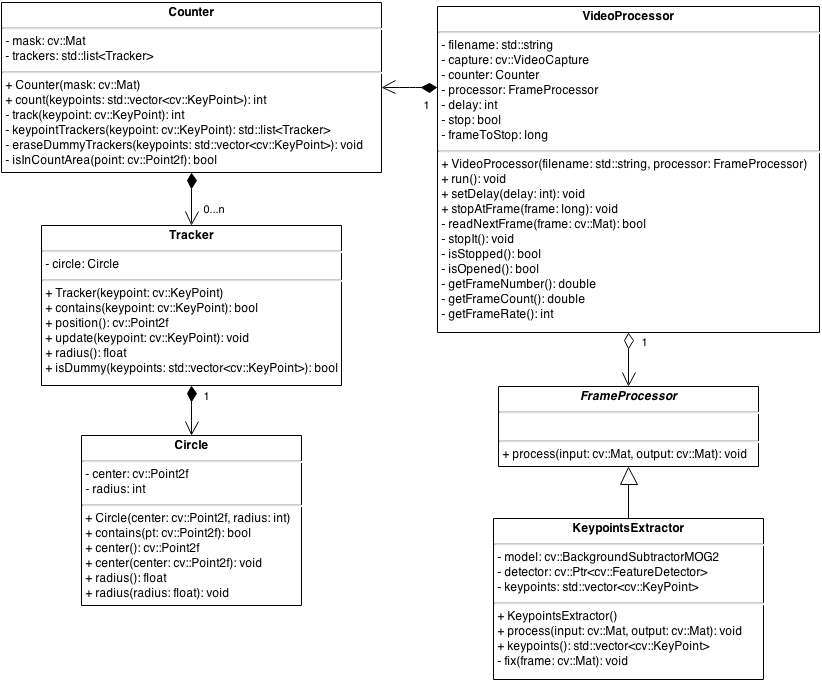 Counter
- mask: cv::Mat
- trackers: std::list<Tracker>
+ Counter(mask: cv::Mat)
+ count(keypoints: std::vector<cv::KeyPoint>): int
- track(keypoint: cv::KeyPoint): int
- keypointTrackers(keypoint: cv::KeyPoint): std::list<Tracker>
- eraseDummyTrackers(keypoints: std::vector<cv::KeyPoint>): void
- isInCountArea(point: cv::Point2f): bool
0...n
Tracker
- circle: Circle
+ Tracker(keypoint: cv::KeyPoint)
+ contains(keypoint: cv::KeyPoint): bool
+ position(): cv::Point2f
+ update(keypoint: cv::KeyPoint): void
+ radius(): float
+ isDummy(keypoints: std::vector<cv::KeyPoint>): bool
1
Circle
- center: cv::Point2f
- radius: int
+ Circle(center: cv::Point2f, radius: int)
+ contains(pt: cv::Point2f): bool
+ center(): cv::Point2f
+ center(center: cv::Point2f): void
+ radius(): float
+ radius(radius: float): void
VideoProcessor
- filename: std::string
- capture: cv::VideoCapture
- counter: Counter
- processor: FrameProcessor
- delay: int
- stop: bool
- frameToStop: long
1
+ VideoProcessor(filename: std::string, processor: FrameProcessor)
+ run(): void
+ setDelay(delay: int): void
+ stopAtFrame(frame: long): void
- readNextFrame(frame: cv::Mat): bool
- stopIt(): void
- isStopped(): bool
- isOpened(): bool
- getFrameNumber(): double
- getFrameCount(): double
- getFrameRate(): int
1
FrameProcessor
+ process(input: cv::Mat, output: cv::Mat): void
KeypointsExtractor
- model: cv::BackgroundSubtractorMOG2
- detector: cv::Ptr<cv::FeatureDetector>
- keypoints: std::vector<cv::KeyPoint>
+ KeypointsExtractor()
+ process(input: cv::Mat, output: cv::Mat): void
+ keypoints(): std::vector<cv::KeyPoint>
- fix(frame: cv::Mat): void